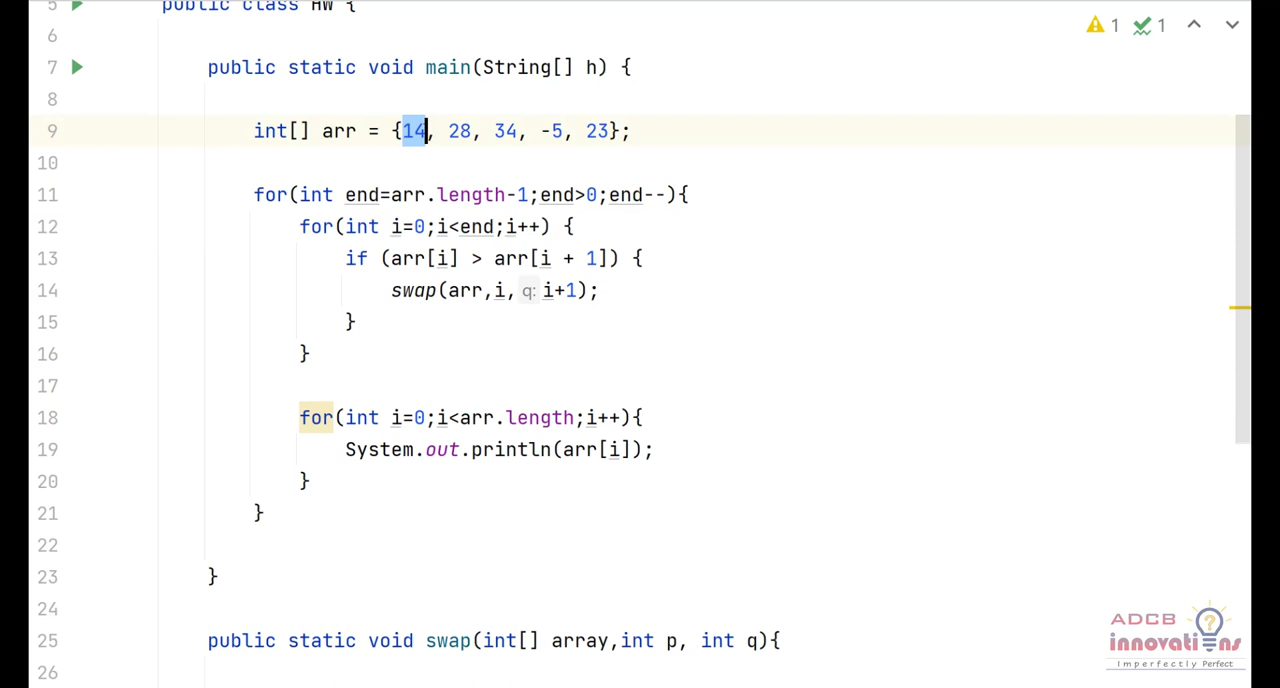 5 public class HW {
6
7 public static void main(String[] h) {
8
9 int[] arr = {14, 28, 34, -5, 23};
10
11 for(int end=arr.length-1;end>0;end--){
12 for(int i=0;i<end;i++) {
13 if (arr[i] > arr[i + 1]) {
14 swap(arr,i, q: i+1);
15 }
16 }
17
18 for(int i=0;i<arr.length;i++){
19 System.out.println(arr[i]);
20 }
21 }
22
23 }
24
25 public static void swap(int[] array,int p, int q){
26
1 1
ADCB
innovati?ns
Imperfectly Perfect